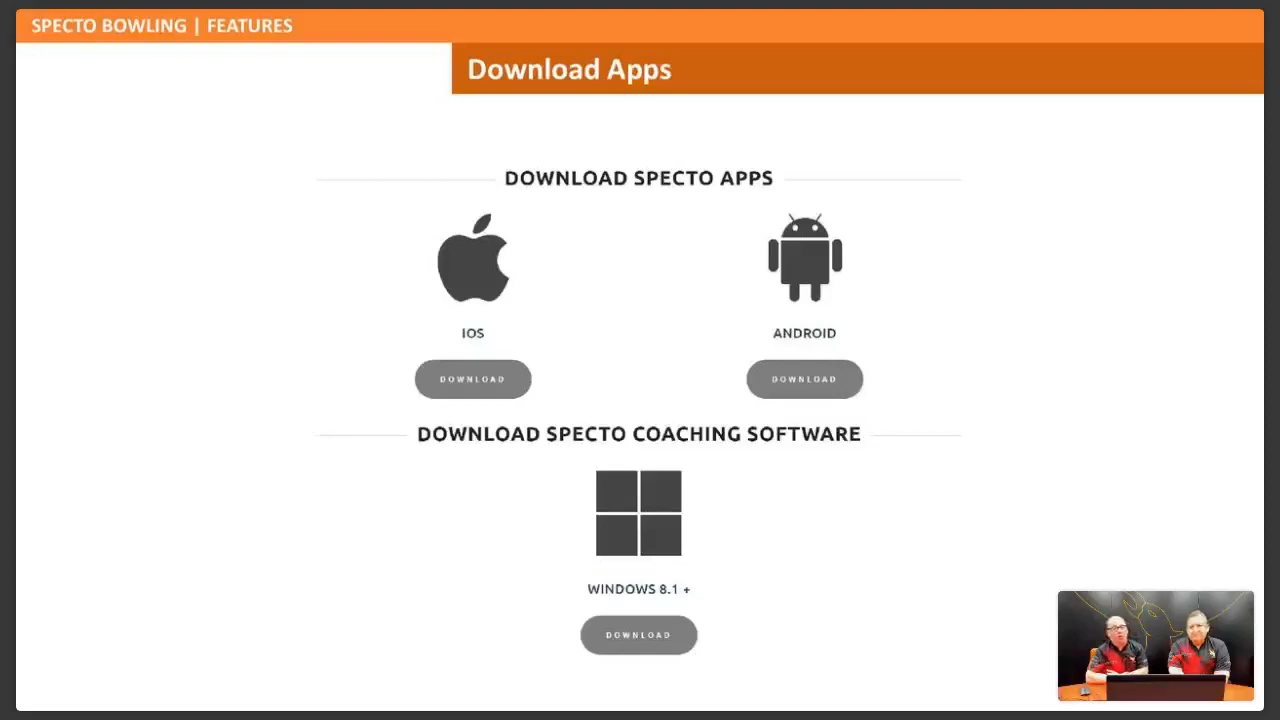 SPECTO BOWLING | FEATURES
Download Apps
DOWNLOAD SPECTO APPS
IOS
ANDROID
DOWNLOAD
DOWNLOAD
DOWNLOAD SPECTO COACHING SOFTWARE
WINDOWS 8.1 +
DOWNLOAD